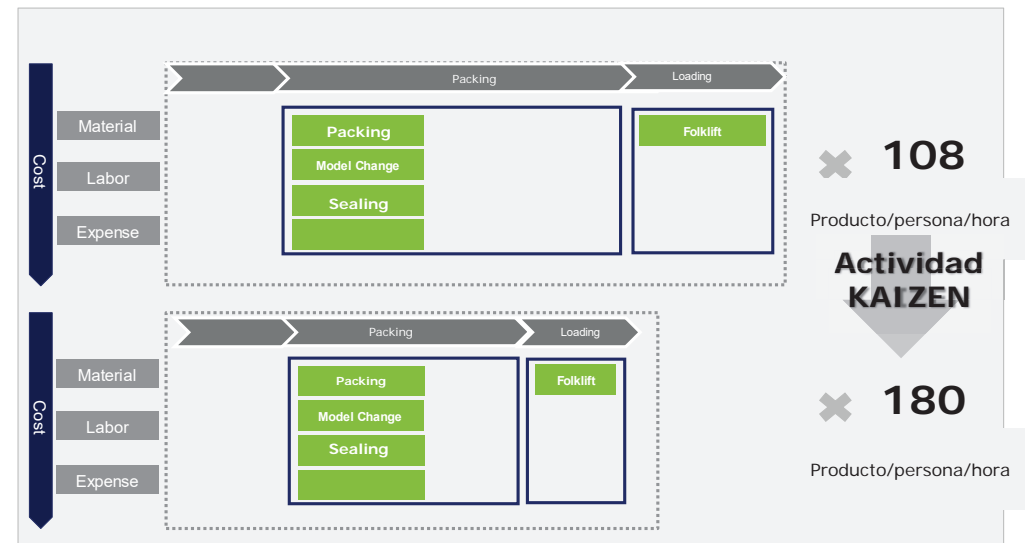 Packing
Loading
Cost
Material
Labor
Expense
Packing
Model Change
Sealing
Folklift
108
Producto/persona/hora
Actividad
KAIZEN
Packing
Loading
Cost
Material
Labor
Expense
Packing
Model Change
Sealing
Folklift
180
Producto/persona/hora